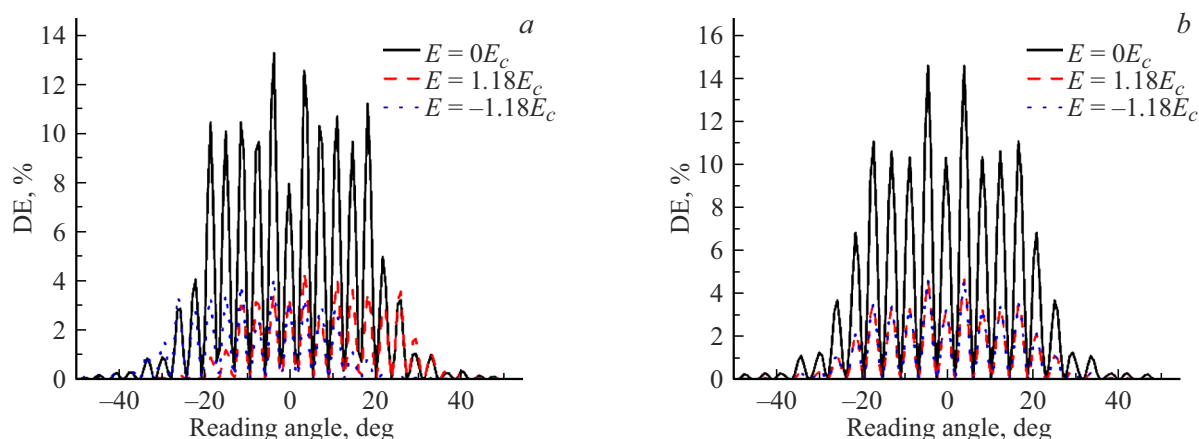 a
14
12
10
8
6
4
2
0
DE, %
E = 0E_c
E = 1.18E_c
E = –1.18E_c
–40 –20 0 20 40
Reading angle, deg
b
16
14
12
10
8
6
4
2
0
DE, %
E = 0E_c
E = 1.18E_c
E = –1.18E_c
–40 –20 0 20 40
Reading angle, deg